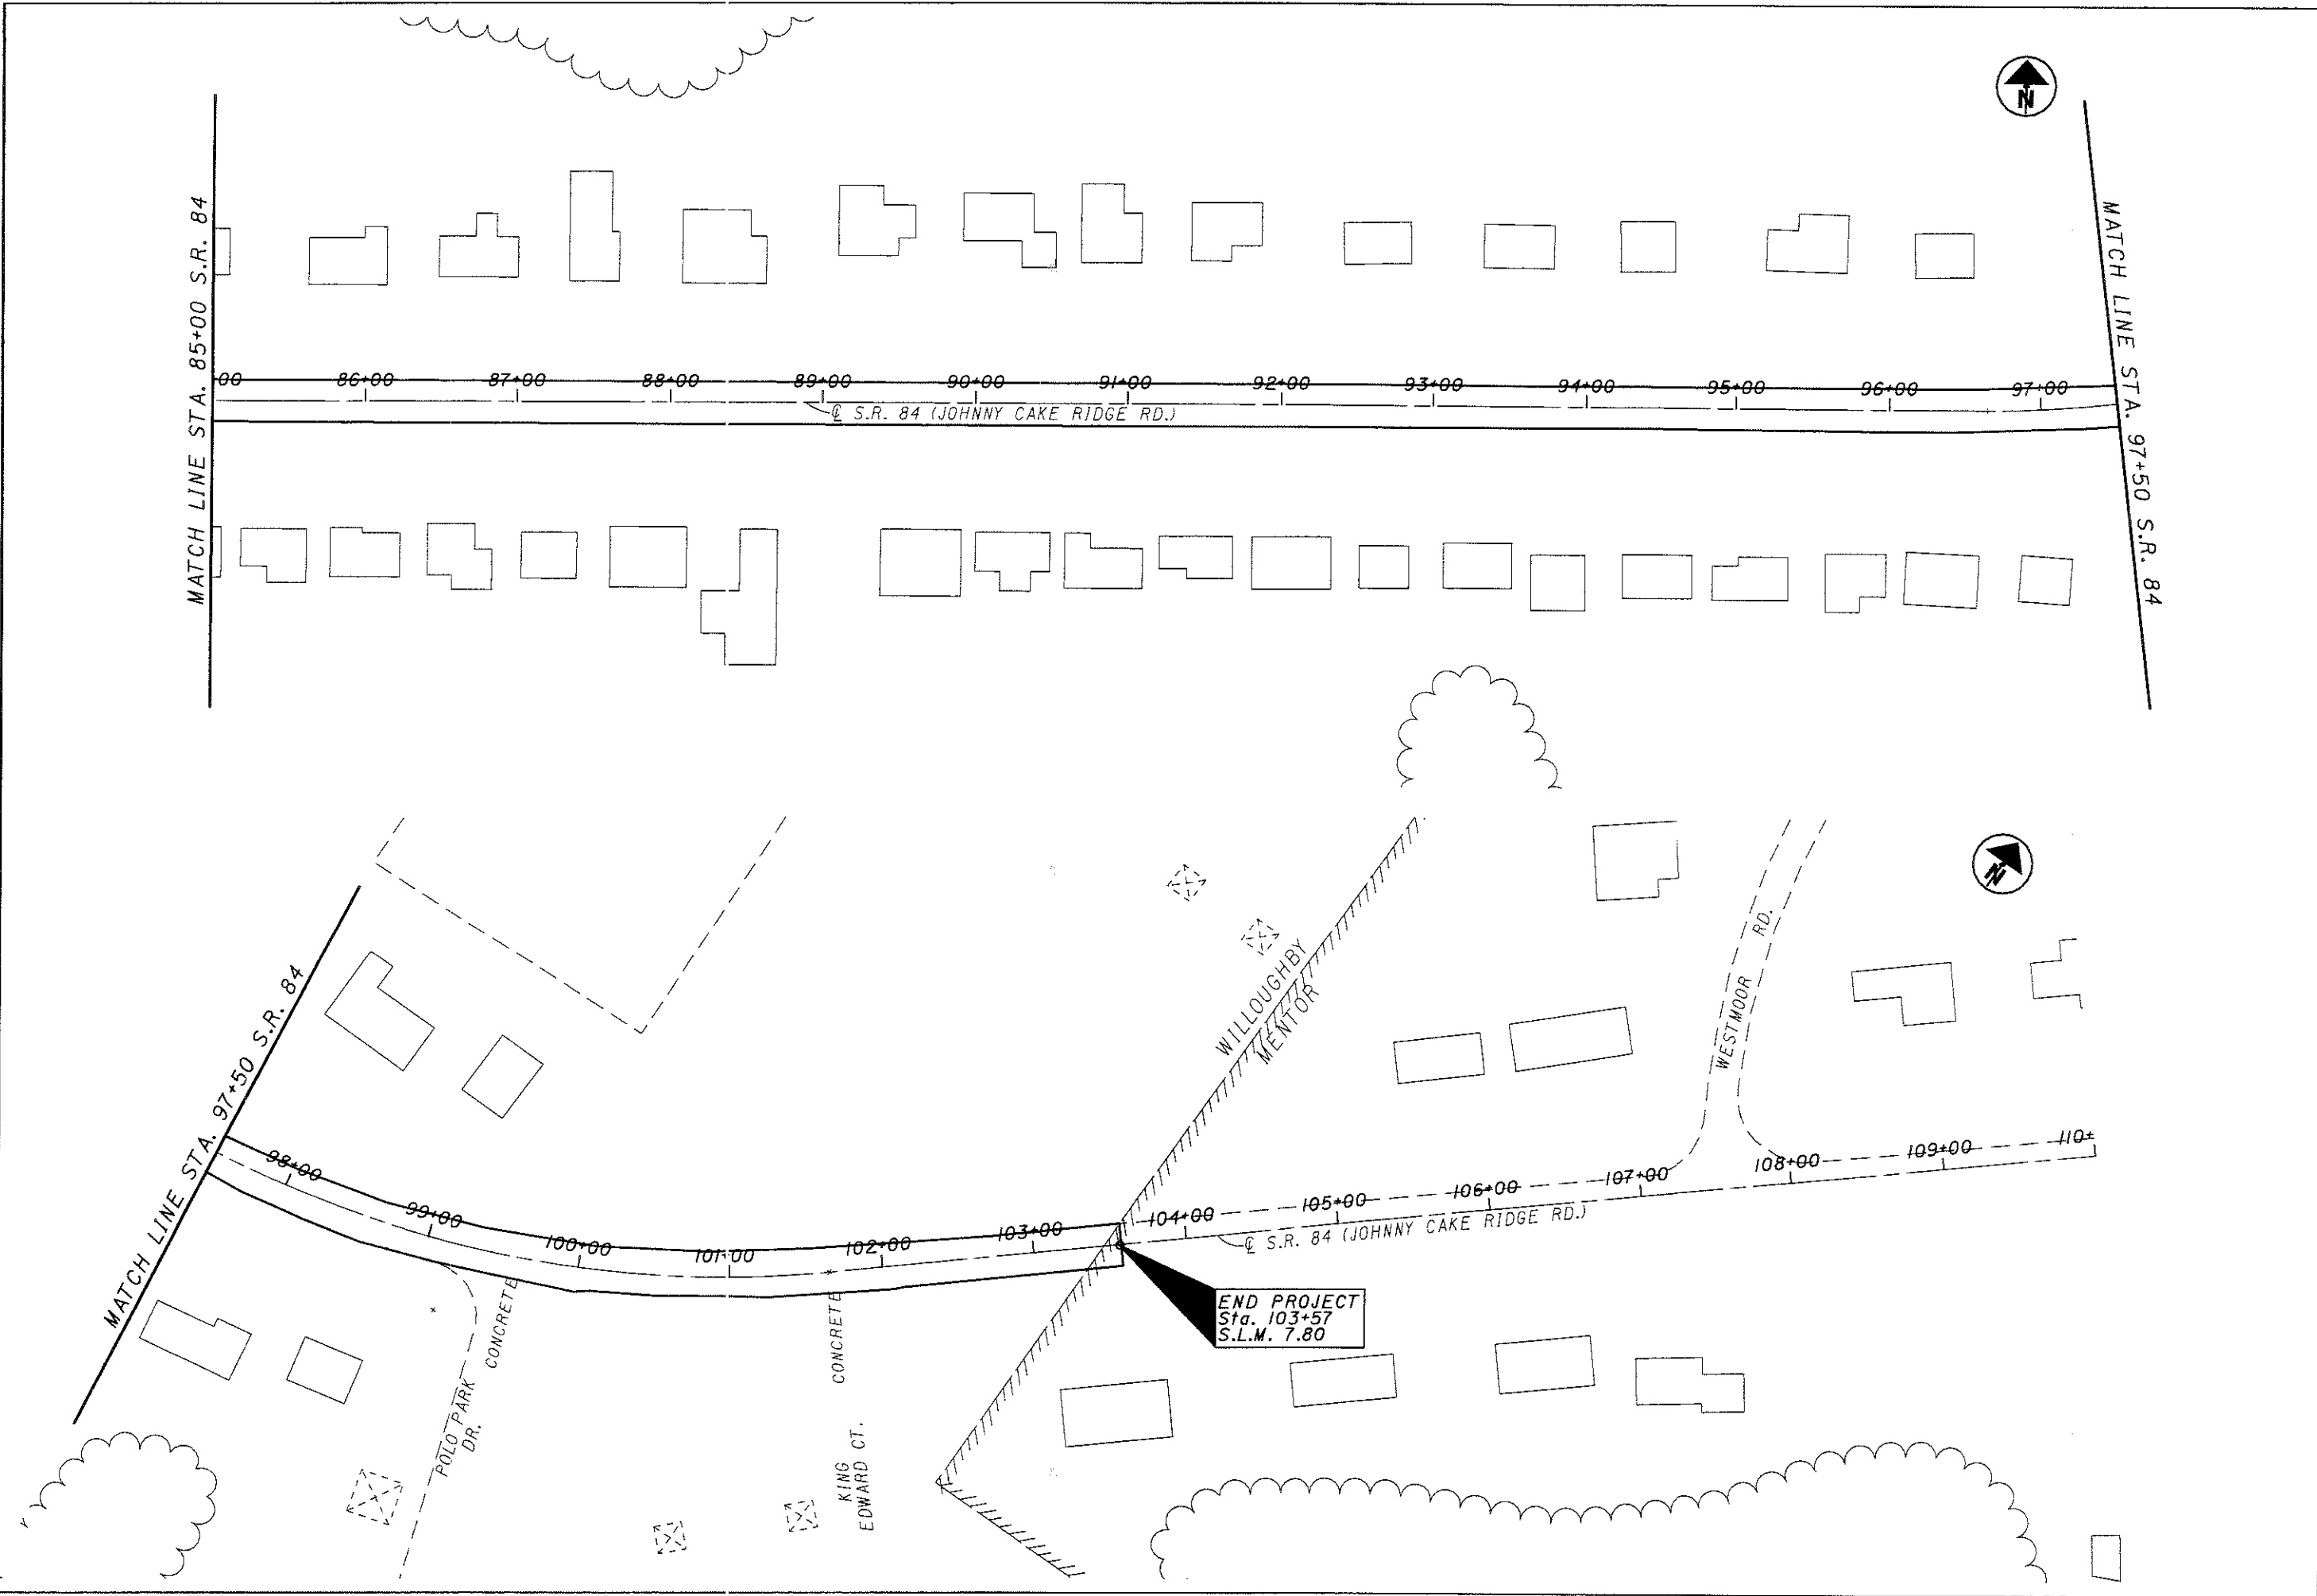 N
MATCH LINE STA. 85+00 S.R. 84
00 86+00 87+00 88+00 89+00 90+00 91+00 92+00 93+00 94+00 95+00 96+00 97+00
℄ S.R. 84 (JOHNNY CAKE RIDGE RD.)
MATCH LINE STA. 97+50 S.R. 84
N
MATCH LINE STA. 97+50 S.R. 84
98+00 99+00 100+00 101+00 102+00 103+00 104+00 105+00 106+00 107+00 108+00 109+00 110+
℄ S.R. 84 (JOHNNY CAKE RIDGE RD.)
WILLOUGHBY
MENTOR
WESTMOOR RD.
END PROJECT
Sta. 103+57
S.L.M. 7.80
POLO PARK
DR.
CONCRETE
CONCRETE
KING
EDWARD CT.